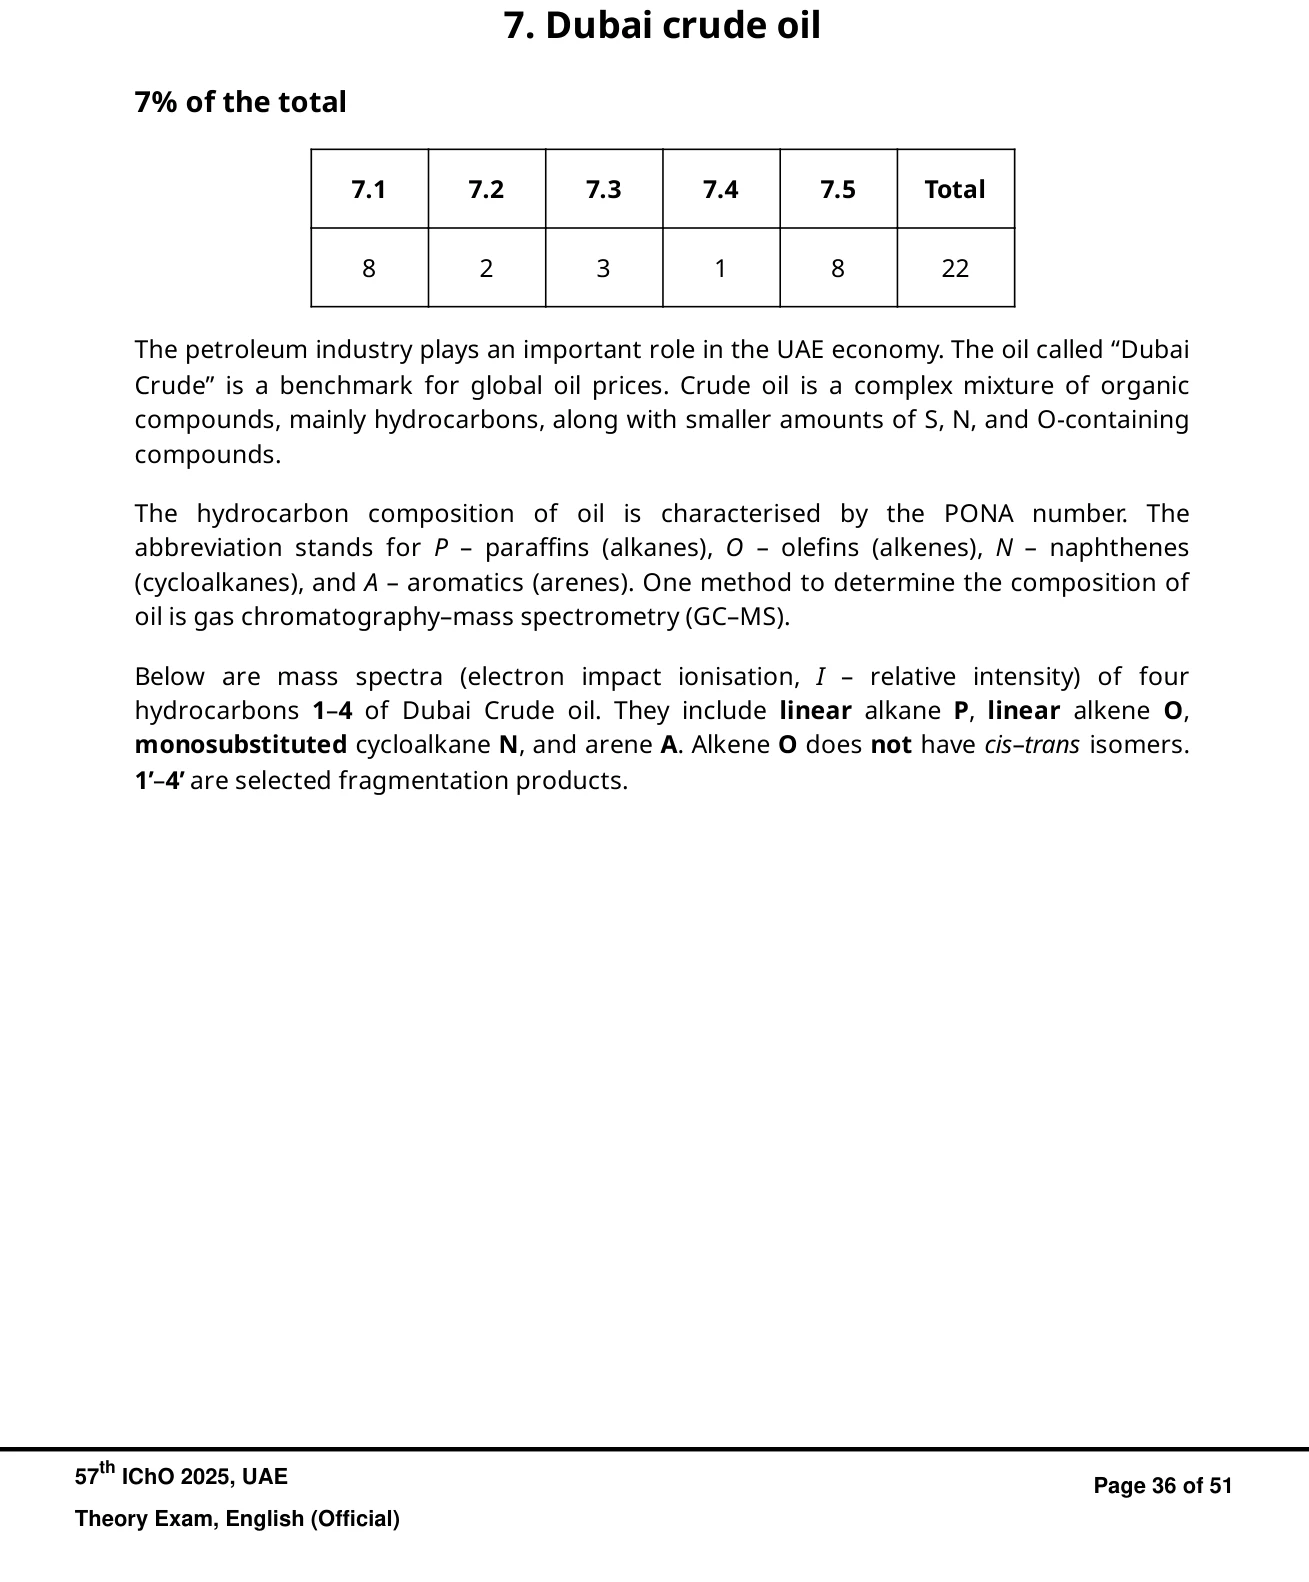 7. Dubai crude oil
7% of the total
7.1 7.2 7.3 7.4 7.5 Total
8 2 3 1 8 22
The petroleum industry plays an important role in the UAE economy. The oil called “Dubai
Crude” is a benchmark for global oil prices. Crude oil is a complex mixture of organic
compounds, mainly hydrocarbons, along with smaller amounts of S, N, and O-containing
compounds.
The hydrocarbon composition of oil is characterised by the PONA number. The
abbreviation stands for P – paraffins (alkanes), O – olefins (alkenes), N – naphthenes
(cycloalkanes), and A – aromatics (arenes). One method to determine the composition of
oil is gas chromatography–mass spectrometry (GC–MS).
Below are mass spectra (electron impact ionisation, I – relative intensity) of four
hydrocarbons 1–4 of Dubai Crude oil. They include linear alkane P, linear alkene O,
monosubstituted cycloalkane N, and arene A. Alkene O does not have cis–trans isomers.
1’–4’ are selected fragmentation products.
57th IChO 2025, UAE
Page 36 of 51
Theory Exam, English (Official)